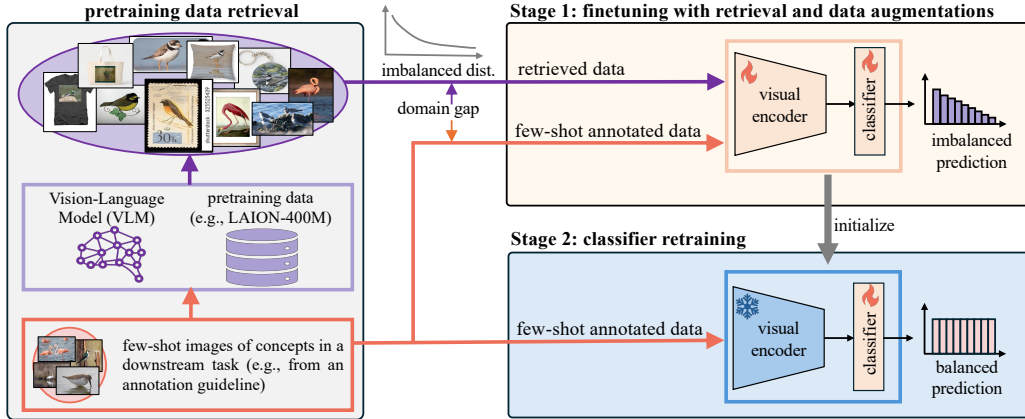 pretraining data retrieval
30
shutterstock
325025439
Vision-Language
Model (VLM)
pretraining data
(e.g., LAION-400M)
few-shot images of concepts in a
downstream task (e.g., from an
annotation guideline)
imbalanced dist.
domain gap
Stage 1: finetuning with retrieval and data augmentations
retrieved data
few-shot annotated data
visual
encoder
classifier
imbalanced
prediction
initialize
Stage 2: classifier retraining
few-shot annotated data
visual
encoder
classifier
balanced
prediction